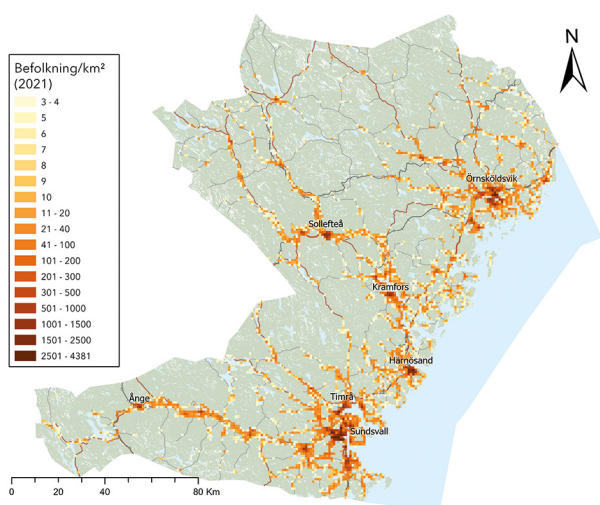 N
Befolkning/km²
(2021)
3 - 4
5
6
7
8
9
10
11 - 20
21 - 40
41 - 100
101 - 200
201 - 300
301 - 500
501 - 1000
1001 - 1500
1501 - 2500
2501 - 4381
Örnsköldsvik
Sollefteå
Kramfors
Härnösand
Timrå
Ånge
Sundsvall
0 20 40 80 Km